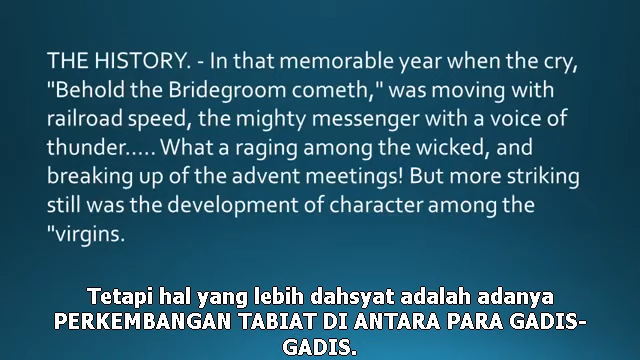 THE HISTORY. - In that memorable year when the cry,
"Behold the Bridegroom cometh," was moving with
railroad speed, the mighty messenger with a voice of
thunder..... What a raging among the wicked, and
breaking up of the advent meetings! But more striking
still was the development of character among the
"virgins.
Tetapi hal yang lebih dahsyat adalah adanya
PERKEMBANGAN TABIAT DI ANTARA PARA GADIS-
GADIS.